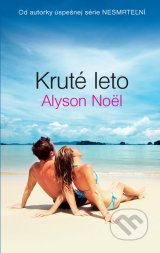 Od autorky úspešnej série NESMRTEĽNÍ
Kruté leto
Alyson Noël